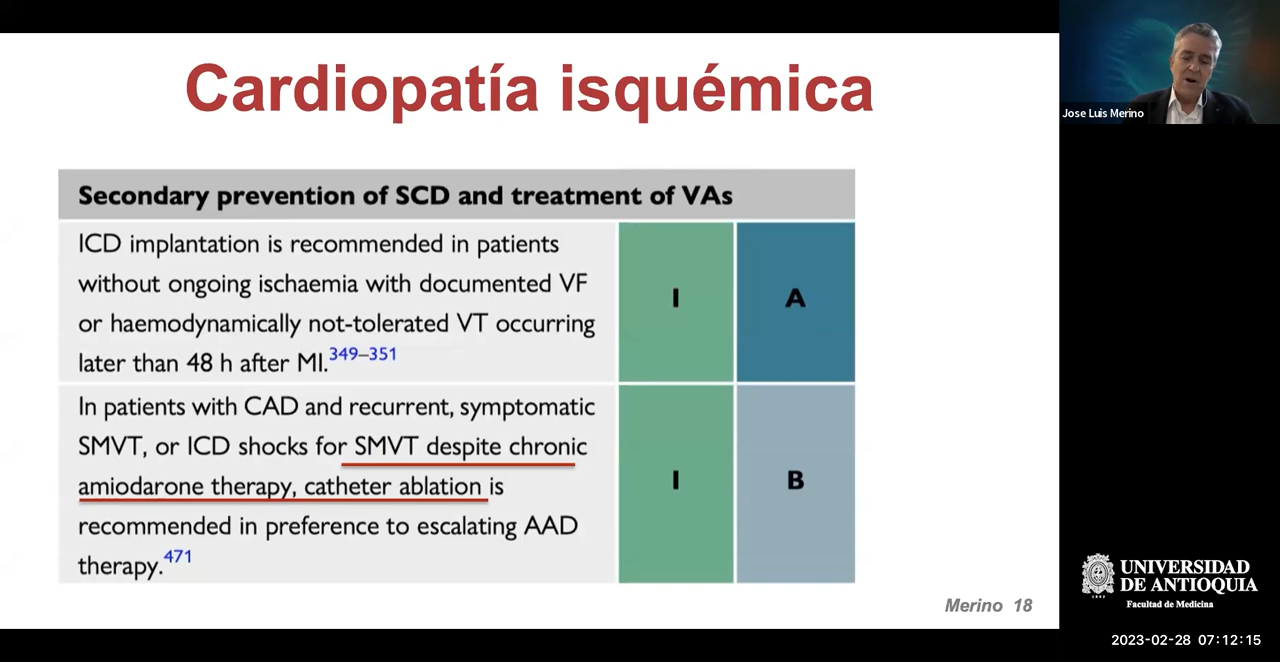 Cardiopatía isquémica
Jose Luis Merino
Secondary prevention of SCD and treatment of VAs
ICD implantation is recommended in patients
without ongoing ischaemia with documented VF
or haemodynamically not-tolerated VT occurring
later than 48 h after MI.349–351
I
A
In patients with CAD and recurrent, symptomatic
SMVT, or ICD shocks for SMVT despite chronic
amiodarone therapy, catheter ablation is
recommended in preference to escalating AAD
therapy.471
I
B
Merino 18
UNIVERSIDAD
DE ANTIOQUIA
Facultad de Medicina
2023-02-28 07:12:15